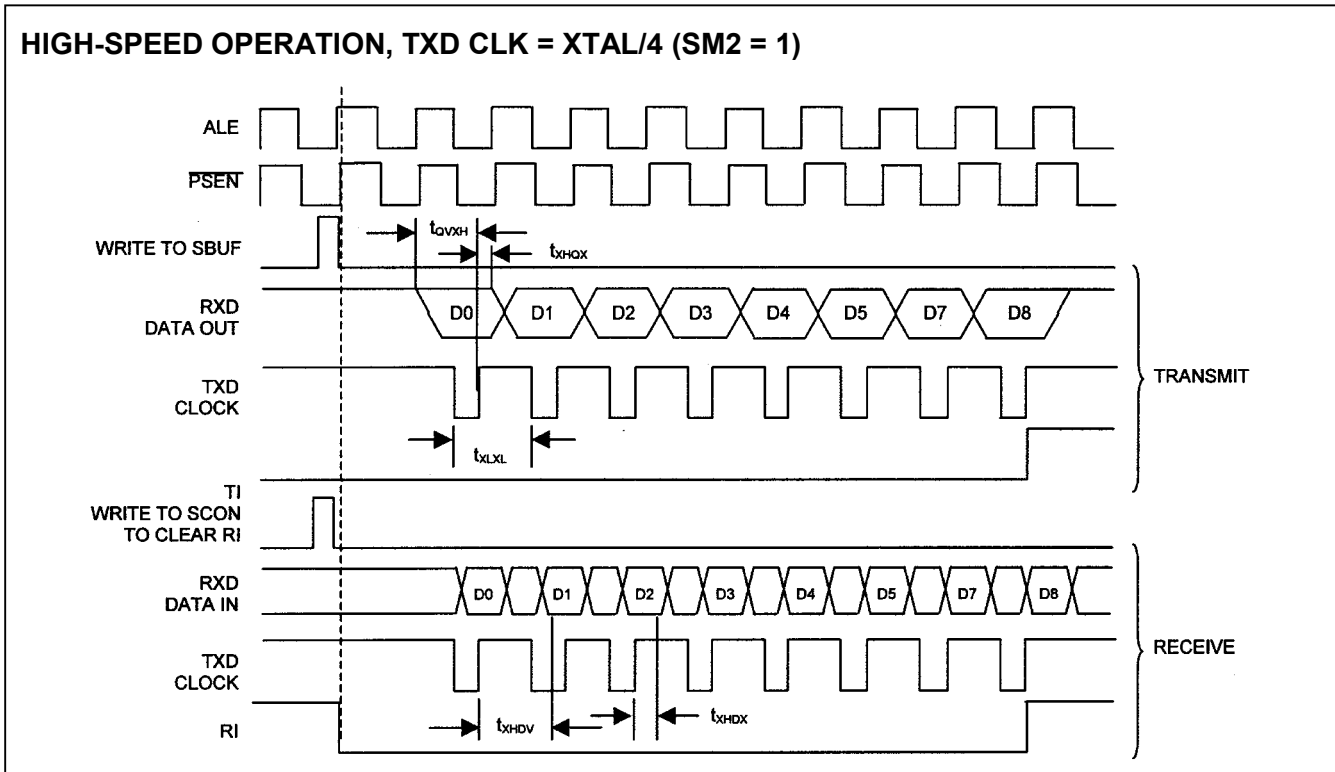 HIGH-SPEED OPERATION, TXD CLK = XTAL/4 (SM2 = 1)
ALE
PSEN
WRITE TO SBUF
tQVXH
tXHQX
RXD
DATA OUT
D0 D1 D2 D3 D4 D5 D7 D8
TXD
CLOCK
TRANSMIT
tXLXL
TI
WRITE TO SCON
TO CLEAR RI
RXD
DATA IN
D0 D1 D2 D3 D4 D5 D7 D8
TXD
CLOCK
RECEIVE
tXHDV
tXHDX
RI